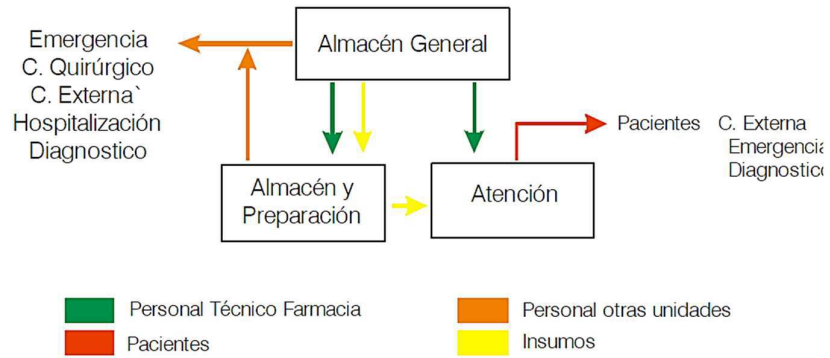 Emergencia
C. Quirúrgico
C. Externa`
Hospitalización
Diagnostico
Almacén General
Pacientes C. Externa
Emergencia
Diagnostico
Almacén y
Preparación
Atención
Personal Técnico Farmacia
Personal otras unidades
Pacientes
Insumos